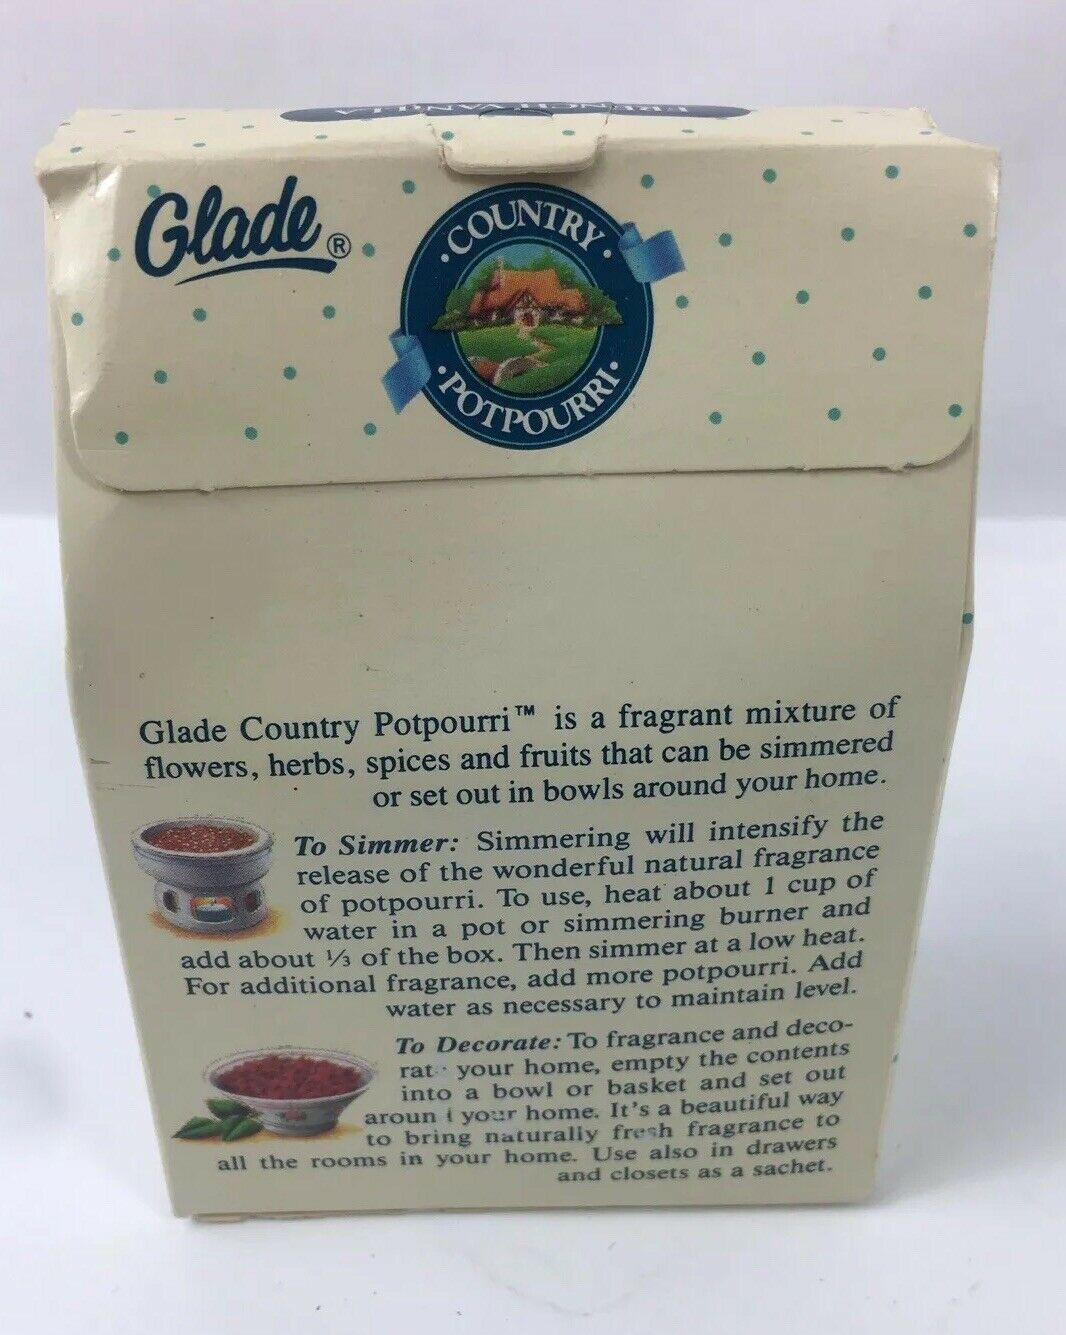 FRENCH VANILLA
Glade®
COUNTRY
POTPOURRI
Glade Country Potpourri™ is a fragrant mixture of
flowers, herbs, spices and fruits that can be simmered
or set out in bowls around your home.
To Simmer: Simmering will intensify the
release of the wonderful natural fragrance
of potpourri. To use, heat about 1 cup of
water in a pot or simmering burner and
add about ⅓ of the box. Then simmer at a low heat.
For additional fragrance, add more potpourri. Add
water as necessary to maintain level.
To Decorate: To fragrance and deco-
rate your home, empty the contents
into a bowl or basket and set out
around your home. It's a beautiful way
to bring naturally fresh fragrance to
all the rooms in your home. Use also in drawers
and closets as a sachet.